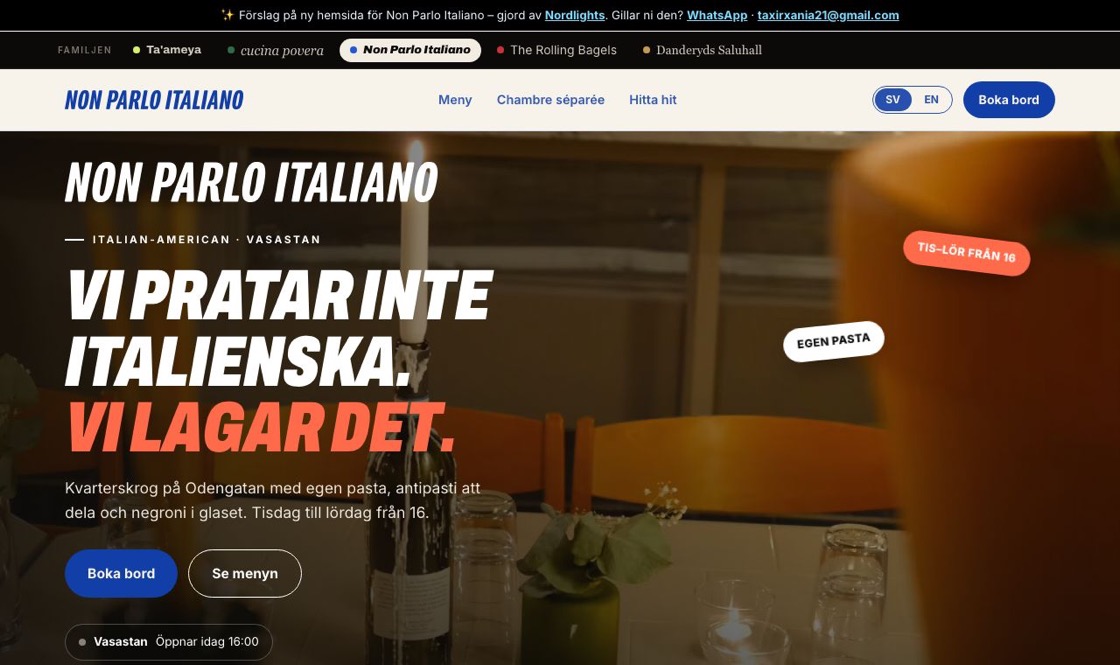 ✨ Förslag på ny hemsida för Non Parlo Italiano – gjord av Nordlights. Gillar ni den? WhatsApp · taxirxania21@gmail.com
FAMILJEN Ta'ameya cucina povera Non Parlo Italiano The Rolling Bagels Danderyds Saluhall
NON PARLO ITALIANO Meny Chambre séparée Hitta hit SV EN Boka bord
NON PARLO ITALIANO
ITALIAN-AMERICAN · VASASTAN
TIS–LÖR FRÅN 16
VI PRATAR INTE
ITALIENSKA.
EGEN PASTA
VI LAGAR DET.
Kvarterskrog på Odengatan med egen pasta, antipasti att
dela och negroni i glaset. Tisdag till lördag från 16.
Boka bord Se menyn
Vasastan Öppnar idag 16:00